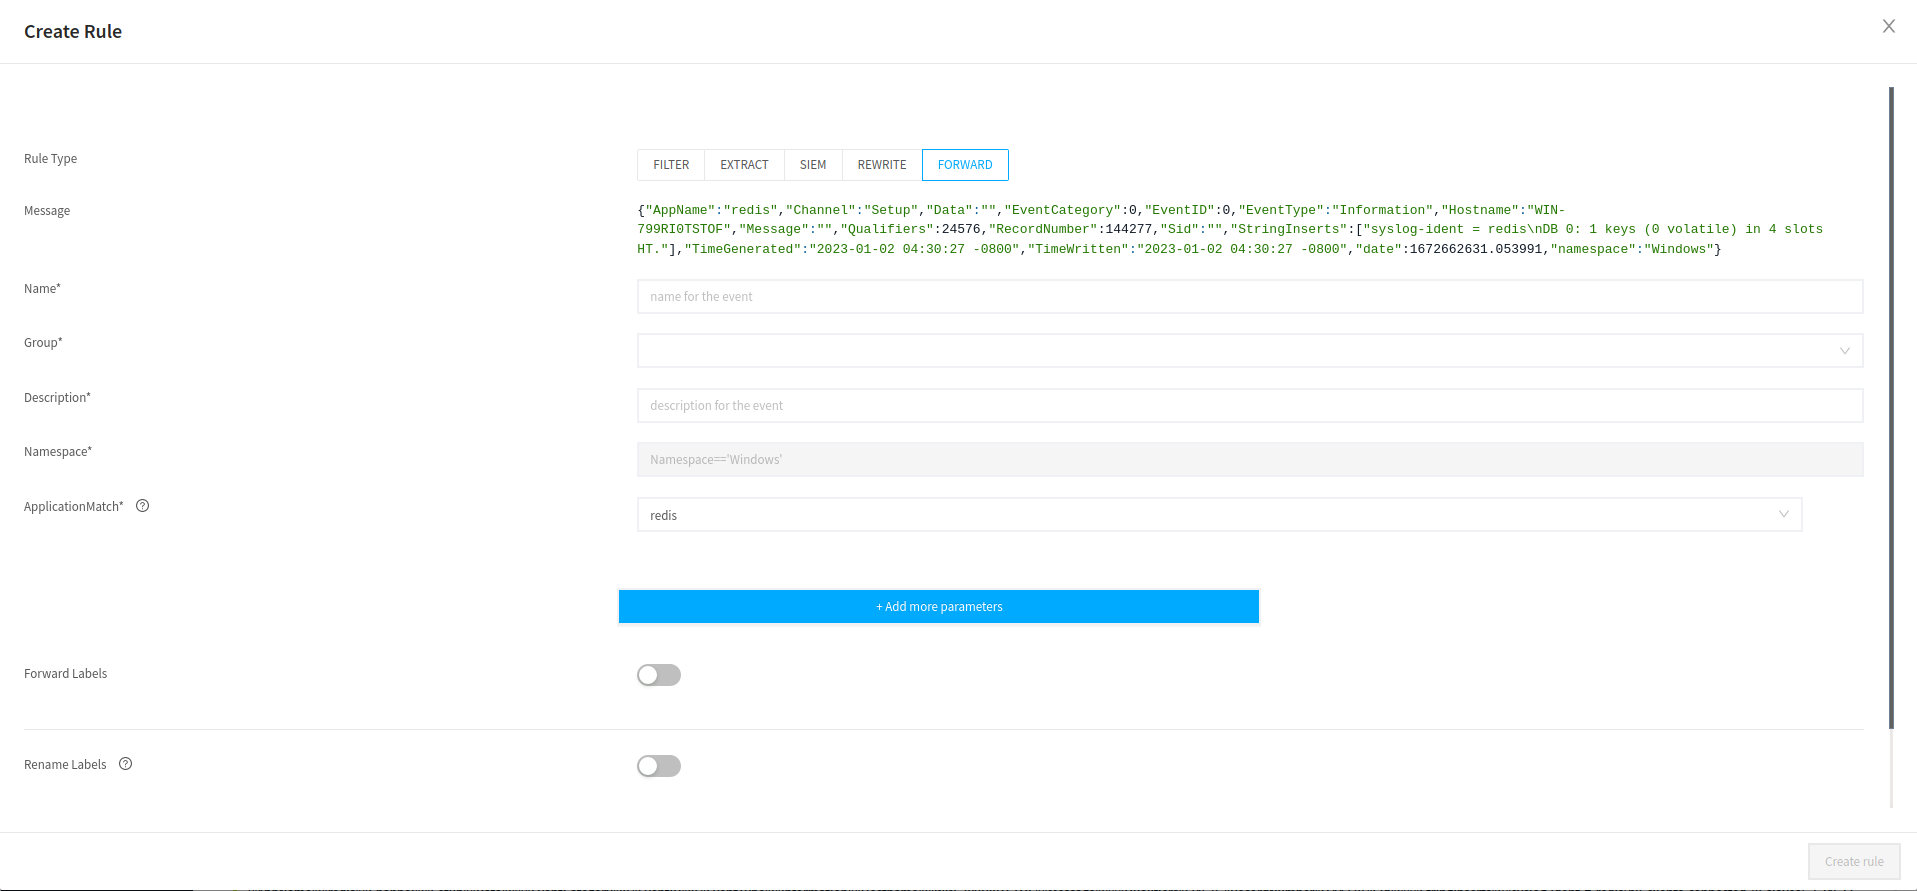 Create Rule
Rule Type
FILTER EXTRACT SIEM REWRITE FORWARD
Message
{"AppName":"redis","Channel":"Setup","Data":"","EventCategory":0,"EventID":0,"EventType":"Information","Hostname":"WIN-
799RI0TSTOF","Message":"","Qualifiers":24576,"RecordNumber":144277,"Sid":"","StringInserts":["syslog-ident = redis\nDB 0: 1 keys (0 volatile) in 4 slots
HT."],"TimeGenerated":"2023-01-02 04:30:27 -0800","TimeWritten":"2023-01-02 04:30:27 -0800","date":1672662631.053991,"namespace":"Windows"}
Name*
name for the event
Group*
Description*
description for the event
Namespace*
Namespace=='Windows'
ApplicationMatch*
redis
+ Add more parameters
Forward Labels
Rename Labels
Create rule